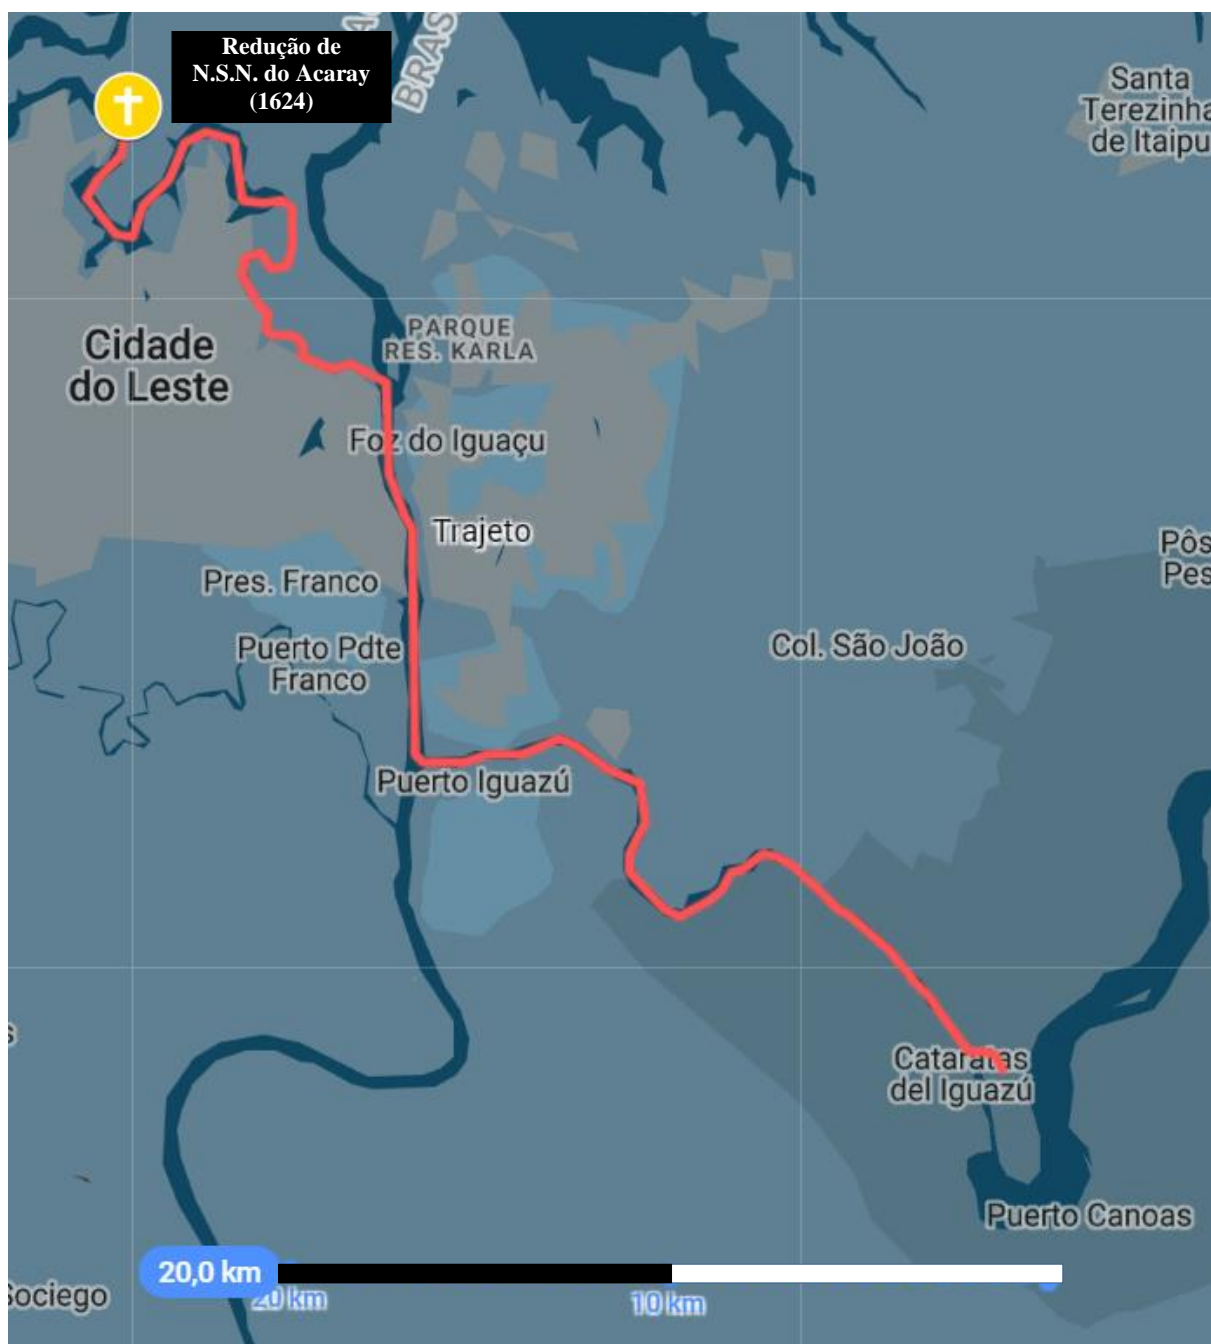 Redução de
N.S.N. do Acaray
(1624)
BRAS
Santa
Terezinha
de Itaipu
PARQUE
RES. KARLA
Cidade
do Leste
Foz do Iguaçu
Trajeto
Pôs
Pes
Pres. Franco
Puerto Pdte
Franco
Col. São João
Puerto Iguazú
s
Cataratas
del Iguazú
Puerto Canoas
20,0 km
Sociego
20 km
10 km